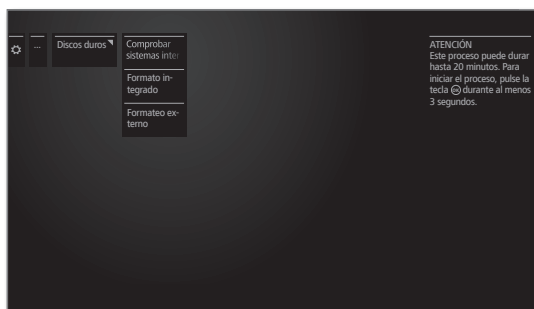 ...
Discos duros
Comprobar
sistemas inter
Formato in-
tegrado
Formateo ex-
terno
ATENCIÓN
Este proceso puede durar
hasta 20 minutos. Para
iniciar el proceso, pulse la
tecla OK durante al menos
3 segundos.